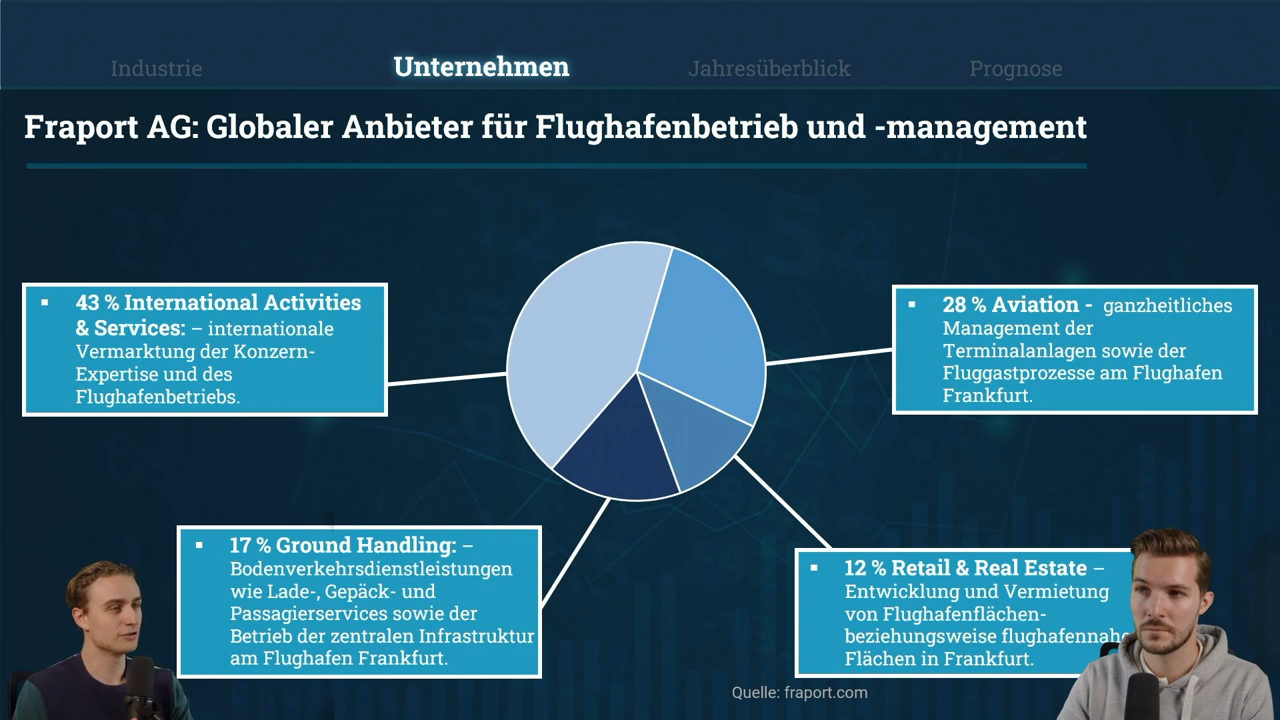 Industrie
Unternehmen
Jahresüberblick
Prognose
Fraport AG: Globaler Anbieter für Flughafenbetrieb und -management
▪ 43 % International Activities
& Services: – internationale
Vermarktung der Konzern-
Expertise und des
Flughafenbetriebs.
▪ 28 % Aviation - ganzheitliches
Management der
Terminalanlagen sowie der
Fluggastprozesse am Flughafen
Frankfurt.
▪ 17 % Ground Handling: –
Bodenverkehrsdienstleistungen
wie Lade-, Gepäck- und
Passagierservices sowie der
Betrieb der zentralen Infrastruktur
am Flughafen Frankfurt.
▪ 12 % Retail & Real Estate –
Entwicklung und Vermietung
von Flughafenflächen-
beziehungsweise
Flächen in Frankfurt.
Quelle: fraport.com